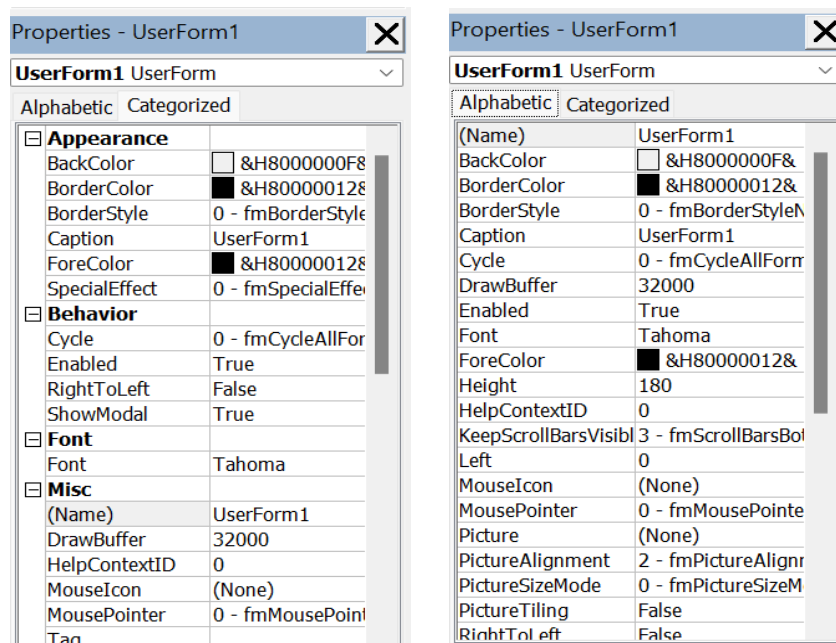 Properties - UserForm1
UserForm1 UserForm
Alphabetic Categorized
Appearance
BackColor &H8000000F&
BorderColor &H80000012&
BorderStyle 0 - fmBorderStyle
Caption UserForm1
ForeColor &H80000012&
SpecialEffect 0 - fmSpecialEffe
Behavior
Cycle 0 - fmCycleAllFor
Enabled True
RightToLeft False
ShowModal True
Font
Font Tahoma
Misc
(Name) UserForm1
DrawBuffer 32000
HelpContextID 0
MouseIcon (None)
MousePointer 0 - fmMousePoint
Tag
Properties - UserForm1
UserForm1 UserForm
Alphabetic Categorized
(Name) UserForm1
BackColor &H8000000F&
BorderColor &H80000012&
BorderStyle 0 - fmBorderStyleN
Caption UserForm1
Cycle 0 - fmCycleAllForm
DrawBuffer 32000
Enabled True
Font Tahoma
ForeColor &H80000012&
Height 180
HelpContextID 0
KeepScrollBarsVisibl 3 - fmScrollBarsBot
Left 0
MouseIcon (None)
MousePointer 0 - fmMousePointe
Picture (None)
PictureAlignment 2 - fmPictureAlignm
PictureSizeMode 0 - fmPictureSizeM
PictureTiling False
RightToLeft False